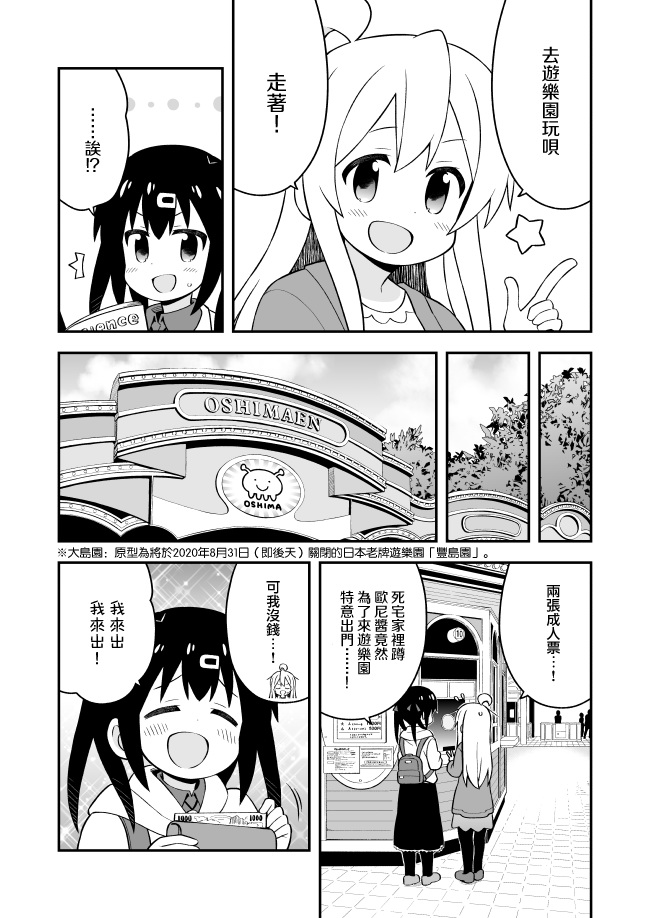 去遊樂園玩唄
走著！
……誒!?
ience
OSHIMAEN
OSHIMA
※大島園：原型為將於2020年8月31日（即後天）關閉的日本老牌遊樂園「豐島園」。
兩張成人票…！
死宅家裡蹲
歐尼醬竟然
為了來遊樂園
特意出門……！
10
可我沒錢…！
我來出
我來出！
1000
1000